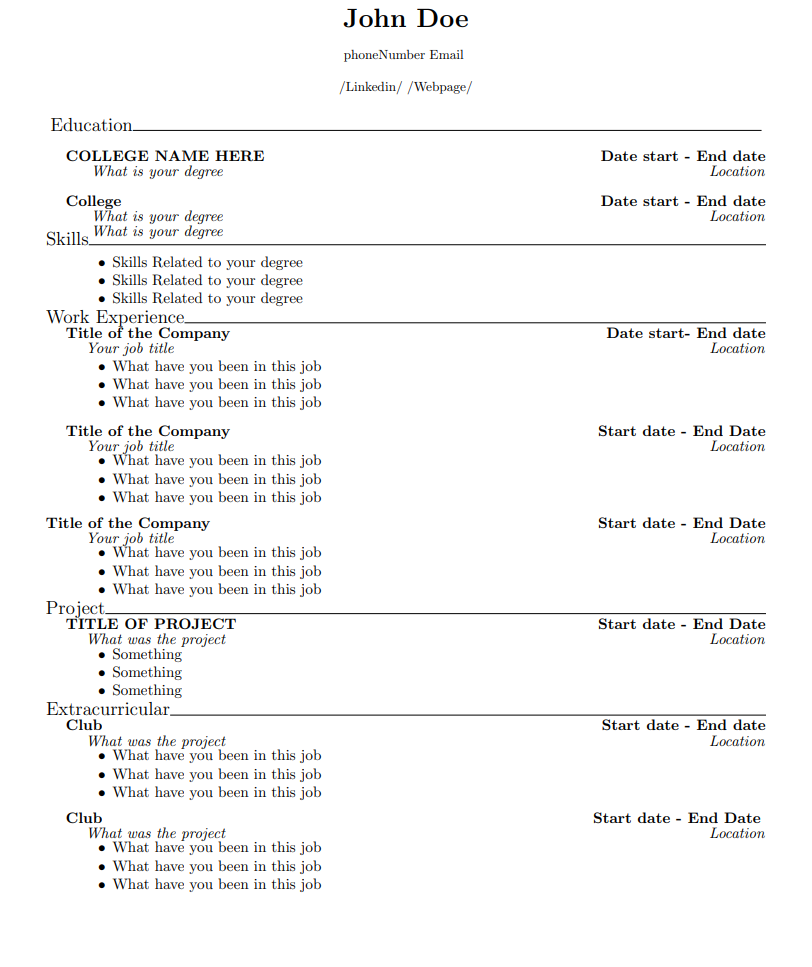 John Doe
phoneNumber Email
/Linkedin/ /Webpage/
Education
COLLEGE NAME HERE Date start - End date
What is your degree Location
College Date start - End date
What is your degree Location
What is your degree
Skills
• Skills Related to your degree
• Skills Related to your degree
• Skills Related to your degree
Work Experience
Title of the Company Date start- End date
Your job title Location
• What have you been in this job
• What have you been in this job
• What have you been in this job
Title of the Company Start date - End Date
Your job title Location
• What have you been in this job
• What have you been in this job
• What have you been in this job
Title of the Company Start date - End Date
Your job title Location
• What have you been in this job
• What have you been in this job
• What have you been in this job
Project
TITLE OF PROJECT Start date - End Date
What was the project Location
• Something
• Something
• Something
Extracurricular
Club Start date - End date
What was the project Location
• What have you been in this job
• What have you been in this job
• What have you been in this job
Club Start date - End Date
What was the project Location
• What have you been in this job
• What have you been in this job
• What have you been in this job